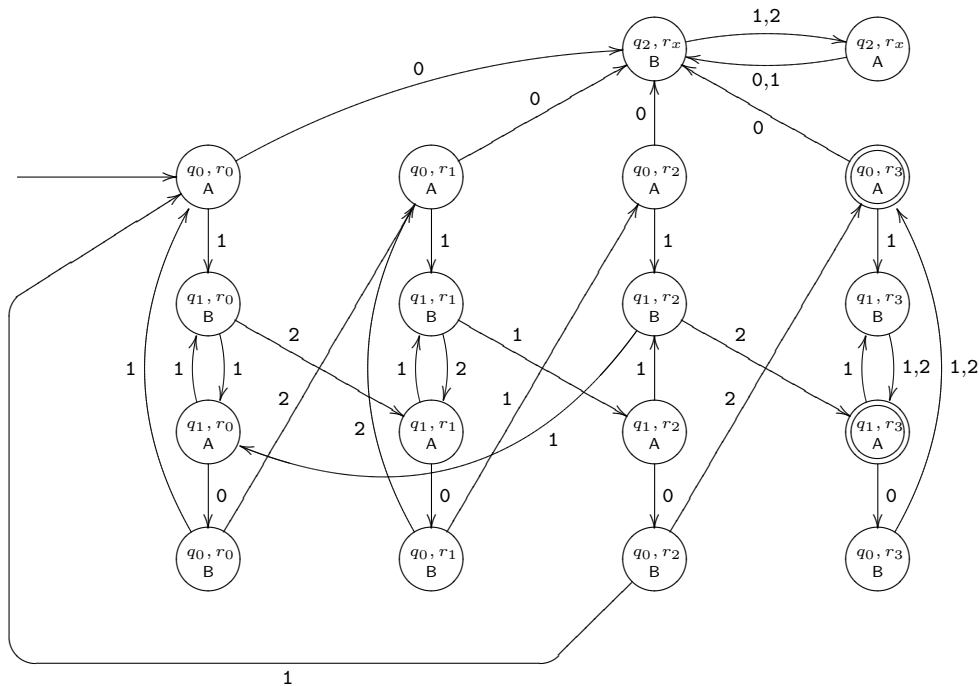 1,2
q₂, rₓ
B
q₂, rₓ
A
0
0,1
0
0
0
q₀, r₀
A
q₀, r₁
A
q₀, r₂
A
q₀, r₃
A
1
1
1
1
q₁, r₀
B
q₁, r₁
B
q₁, r₂
B
q₁, r₃
B
2
1
2
1
1
1
1
2
1
1
1,2
1,2
2
1
2
q₁, r₀
A
q₁, r₁
A
q₁, r₂
A
q₁, r₃
A
2
1
0
0
0
0
q₀, r₀
B
q₀, r₁
B
q₀, r₂
B
q₀, r₃
B
1